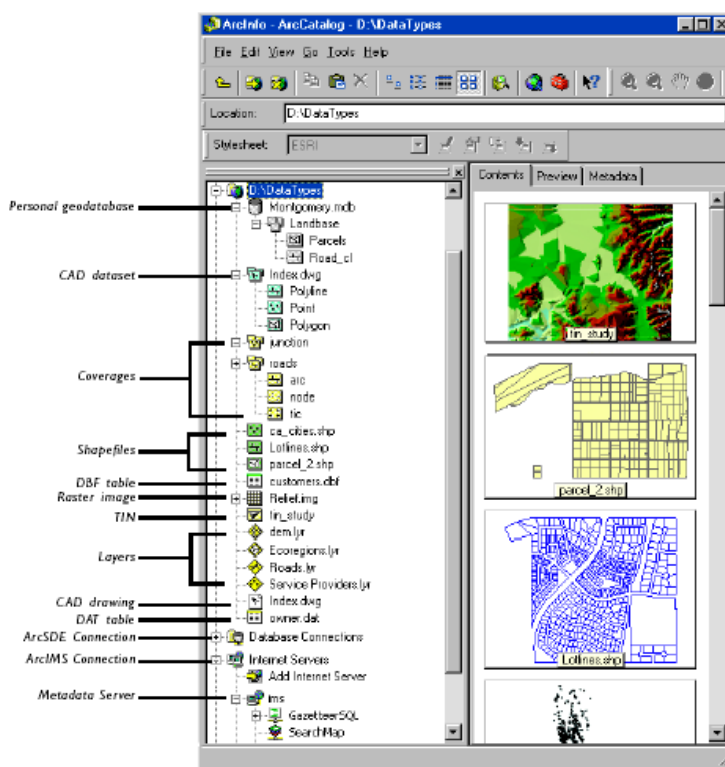 ArcInfo - ArcCatalog - D:\DataTypes
File Edit View Go Tools Help
Location: D:\DataTypes
Stylesheet: ESRI
Contents Preview Metadata
D:\DataTypes
Personal geodatabase Montgomery.mdb
Landbase
Parcels
Road_cl
CAD dataset Index.dwg
Polyline
Point
Polygon
junction
Coverages
roads
arc
node
tic
ca_cities.shp
Shapefiles Lotlines.shp
parcel_2.shp
DBF table customers.dbf
Raster image Relief.img
TIN tin_study
dem.lyr
Layers Ecoregions.lyr
Roads.lyr
Service Providers.lyr
CAD drawing Index.dwg
DAT table owner.dat
ArcSDE Connection Database Connections
ArcIMS Connection Internet Servers
Add Internet Server
Metadata Server ims
GazetteerSQL
SearchMap
tin_study
parcel_2.shp
Lotlines.shp